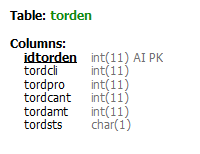 Table: torden
Columns:
idtorden int(11) AI PK
tordcli int(11)
tordpro int(11)
tordcant int(11)
tordamt int(11)
tordsts char(1)